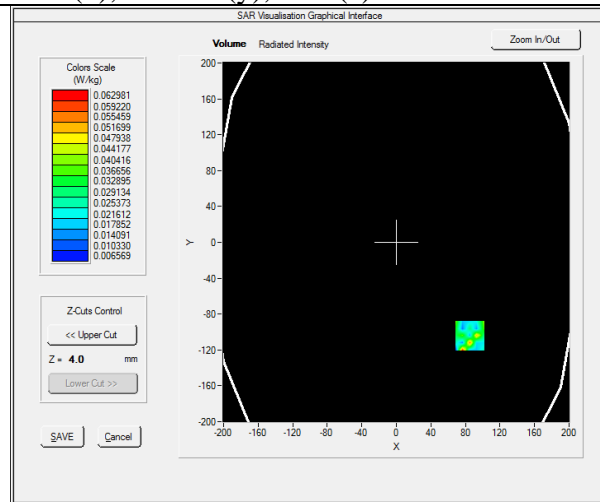 SAR Visualisation Graphical Interface
Volume Radiated Intensity
Zoom In/Out
Colors Scale
(W/kg)
0.062981
0.059220
0.055459
0.051699
0.047938
0.044177
0.040416
0.036656
0.032895
0.029134
0.025373
0.021612
0.017852
0.014091
0.010330
0.006569
Z-Cuts Control
<< Upper Cut
Z = 4.0 mm
Lower Cut >>
SAVE Cancel
200
160
120
80
40
0
-40
-80
-120
-160
-200
Y
-200 -160 -120 -80 -40 0 40 80 120 160 200
X